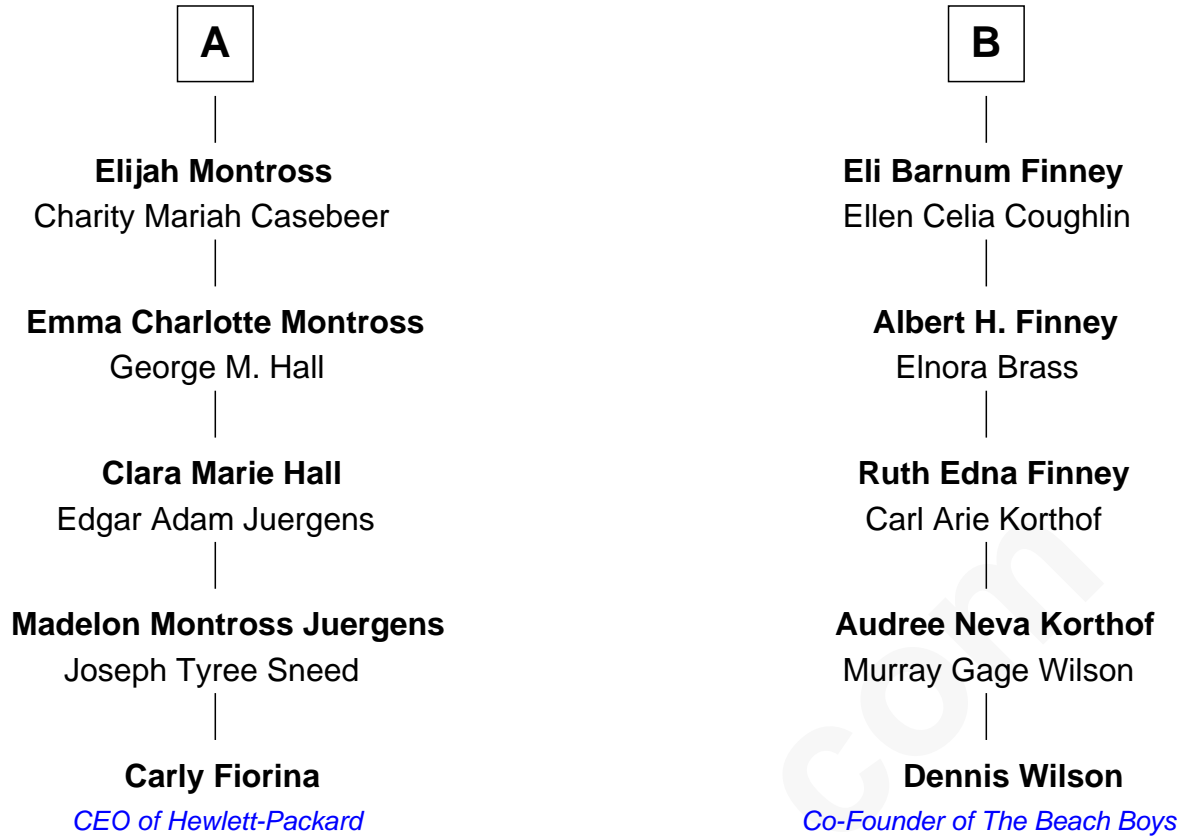 A
Elijah Montross
Charity Mariah Casebeer
Emma Charlotte Montross
George M. Hall
Clara Marie Hall
Edgar Adam Juergens
Madelon Montross Juergens
Joseph Tyree Sneed
Carly Fiorina
CEO of Hewlett-Packard
B
Eli Barnum Finney
Ellen Celia Coughlin
Albert H. Finney
Elnora Brass
Ruth Edna Finney
Carl Arie Korthof
Audree Neva Korthof
Murray Gage Wilson
Dennis Wilson
Co-Founder of The Beach Boys
com